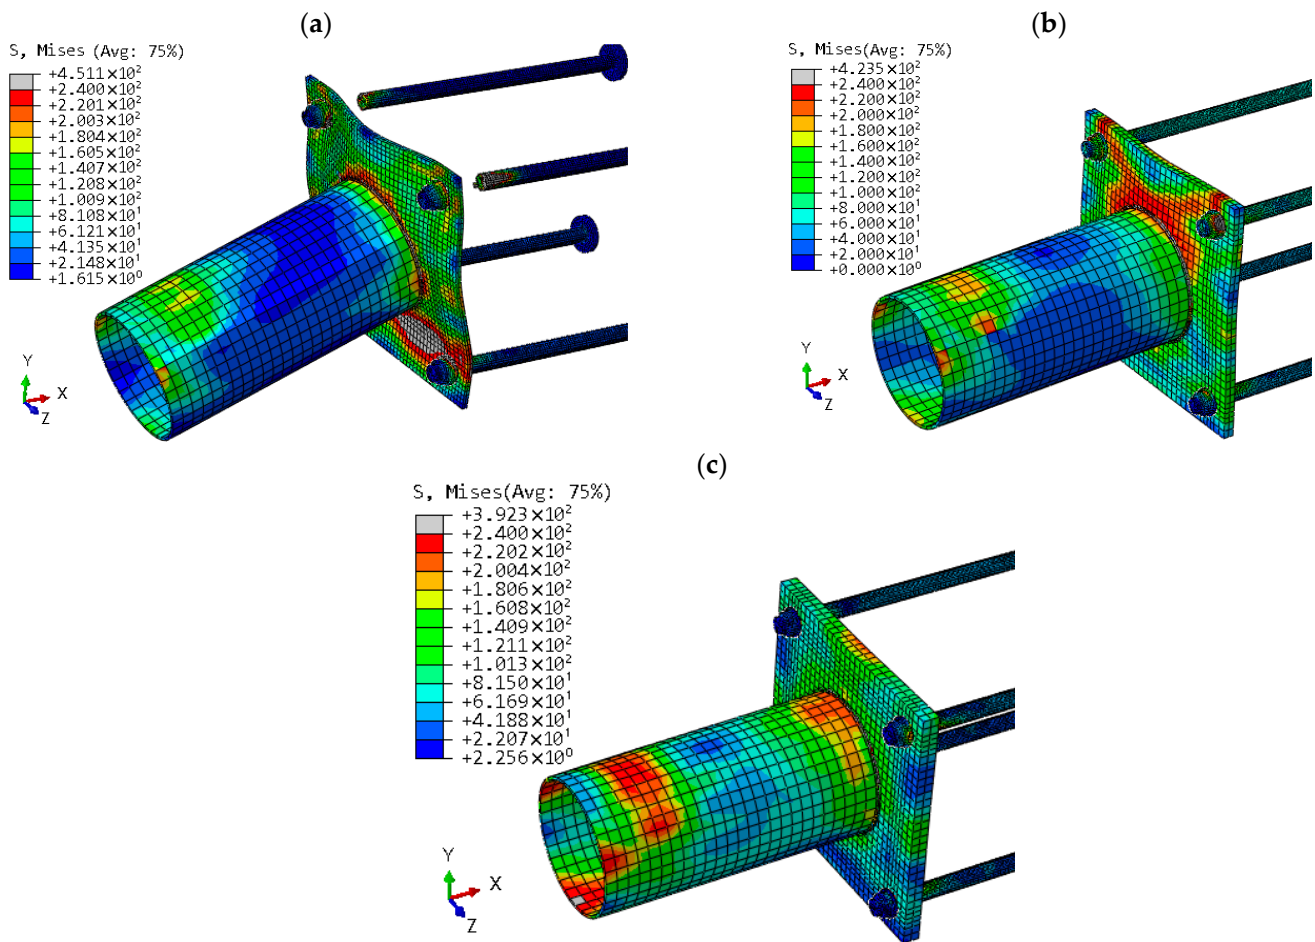 (a)
S, Mises (Avg: 75%)
+4.511×10²
+2.400×10²
+2.201×10²
+2.003×10²
+1.804×10²
+1.605×10²
+1.407×10²
+1.208×10²
+1.009×10²
+8.108×10¹
+6.121×10¹
+4.135×10¹
+2.148×10¹
+1.615×10⁰
Y
X
Z
(b)
S, Mises(Avg: 75%)
+4.235×10²
+2.400×10²
+2.200×10²
+2.000×10²
+1.800×10²
+1.600×10²
+1.400×10²
+1.200×10²
+1.000×10²
+8.000×10¹
+6.000×10¹
+4.000×10¹
+2.000×10¹
+0.000×10⁰
Y
X
Z
(c)
S, Mises(Avg: 75%)
+3.923×10²
+2.400×10²
+2.202×10²
+2.004×10²
+1.806×10²
+1.608×10²
+1.409×10²
+1.211×10²
+1.013×10²
+8.150×10¹
+6.169×10¹
+4.188×10¹
+2.207×10¹
+2.256×10⁰
Y
X
Z